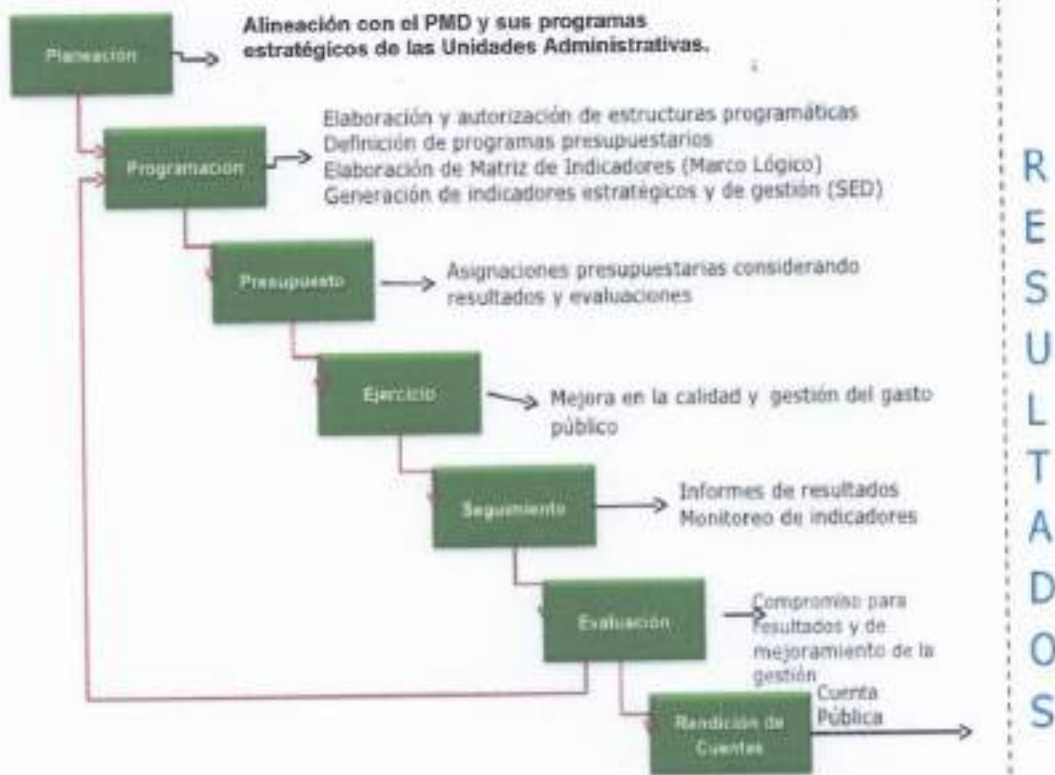 Planeación
Alineación con el PMD y sus programas
estratégicos de las Unidades Administrativas.
Programación
Elaboración y autorización de estructuras programáticas
Definición de programas presupuestarios
Elaboración de Matriz de Indicadores (Marco Lógico)
Generación de indicadores estratégicos y de gestión (SED)
Presupuesto
Asignaciones presupuestarias considerando
resultados y evaluaciones
Ejercicio
Mejora en la calidad y gestión del gasto
público
Seguimiento
Informes de resultados
Monitoreo de indicadores
Evaluación
Compromiso para
resultados y de
mejoramiento de la
gestión
Rendición de
Cuentas
Cuenta
Pública
RESULTADOS